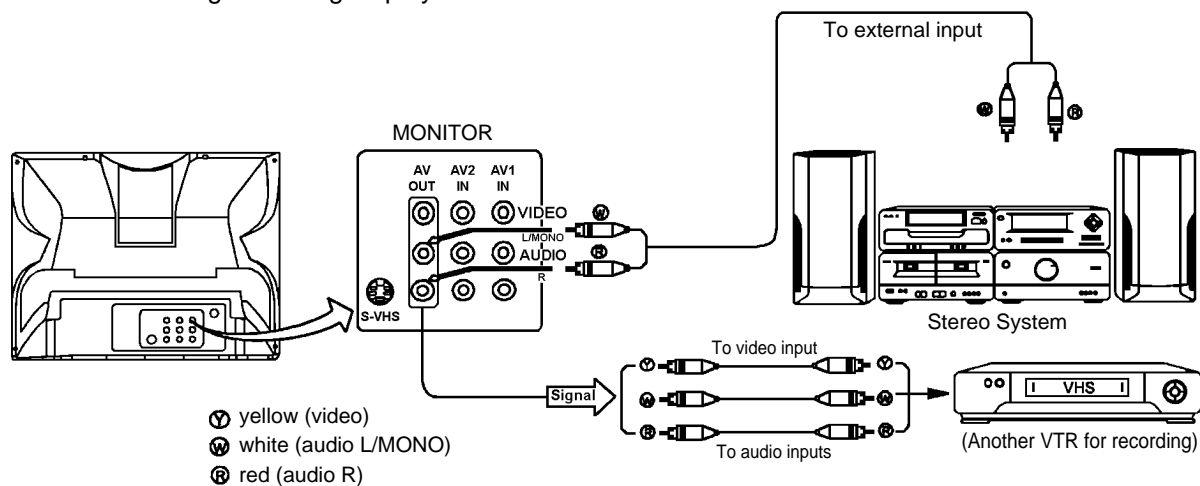 To external input
W
R
MONITOR
AV OUT
AV2 IN
AV1 IN
VIDEO
W
L/MONO
AUDIO
R
R
S-VHS
Stereo System
To video input
Y
Y
Signal
W
W
VHS
R
R
To audio inputs
(Another VTR for recording)
Y yellow (video)
W white (audio L/MONO)
R red (audio R)